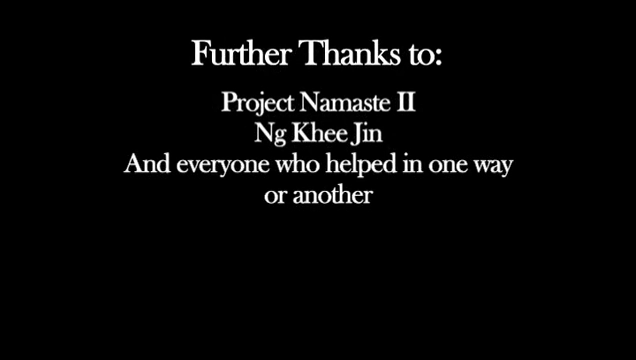 Further Thanks to:
Project Namaste II
Ng Khee Jin
And everyone who helped in one way
or another